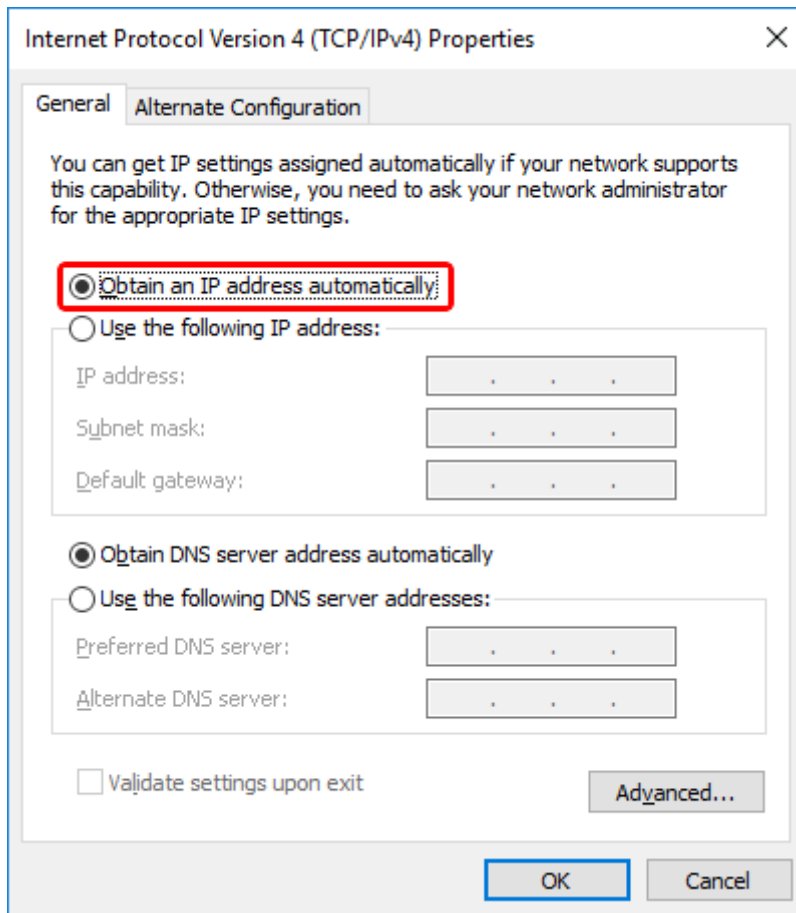 Internet Protocol Version 4 (TCP/IPv4) Properties
General
Alternate Configuration
You can get IP settings assigned automatically if your network supports
this capability. Otherwise, you need to ask your network administrator
for the appropriate IP settings.
Obtain an IP address automatically
Use the following IP address:
IP address:
. . .
Subnet mask:
. . .
Default gateway:
. . .
Obtain DNS server address automatically
Use the following DNS server addresses:
Preferred DNS server:
. . .
Alternate DNS server:
. . .
Validate settings upon exit
Advanced...
OK
Cancel